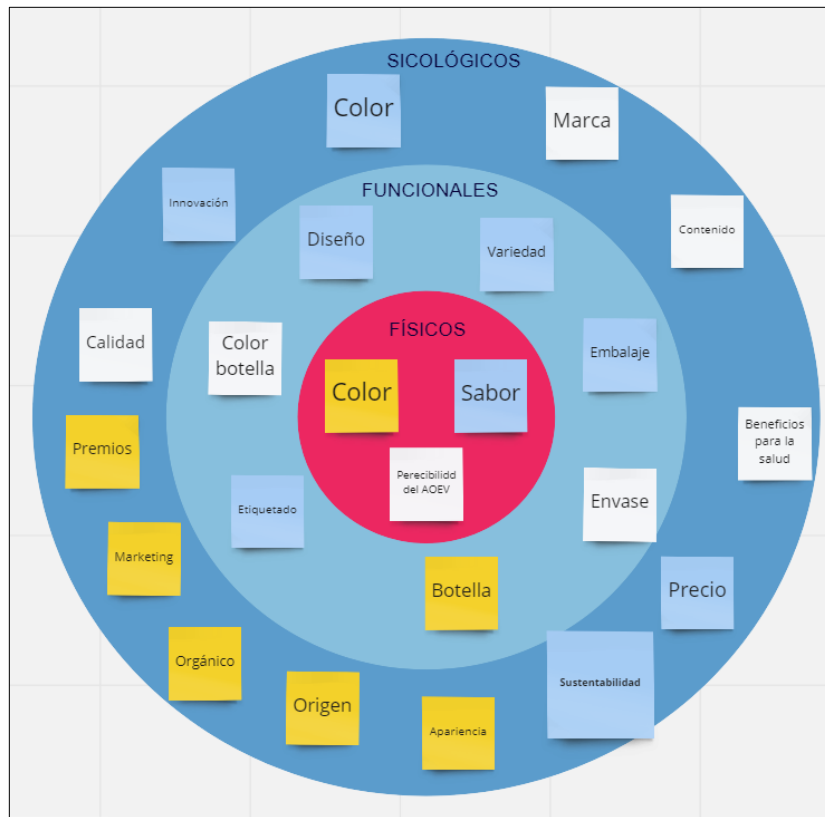 SICOLÓGICOS
Color
Marca
Innovación
FUNCIONALES
Contenido
Diseño
Variedad
FÍSICOS
Calidad
Color
botella
Embalaje
Color
Sabor
Premios
Beneficios
para la
salud
Perecibilidd
del AOEV
Etiquetado
Envase
Marketing
Botella
Precio
Orgánico
Sustentabilidad
Origen
Apariencia